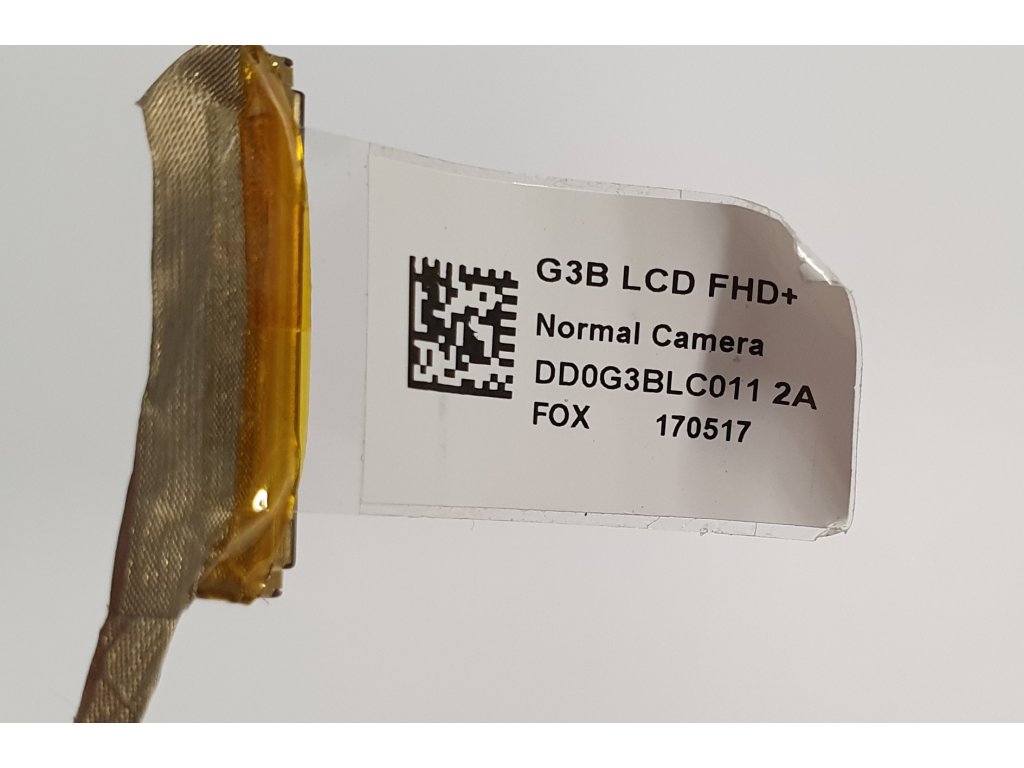 G3B LCD FHD+
Normal Camera
DD0G3BLC011 2A
FOX 170517